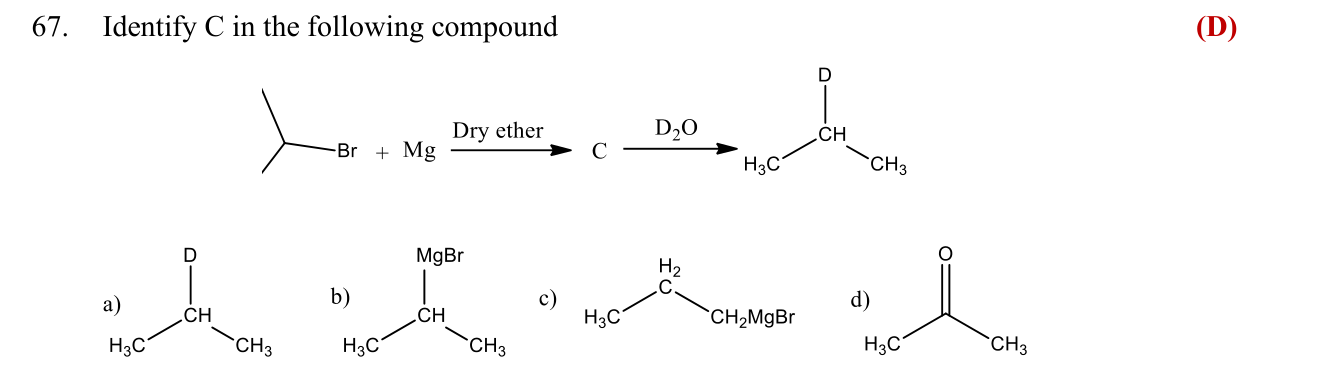 67. Identify C in the following compound (D)
D
Br + Mg Dry ether C D₂O H₃C CH CH₃
a) D CH H₃C CH₃
b) MgBr CH H₃C CH₃
c) H₂ C H₃C CH₂MgBr
d) O H₃C CH₃